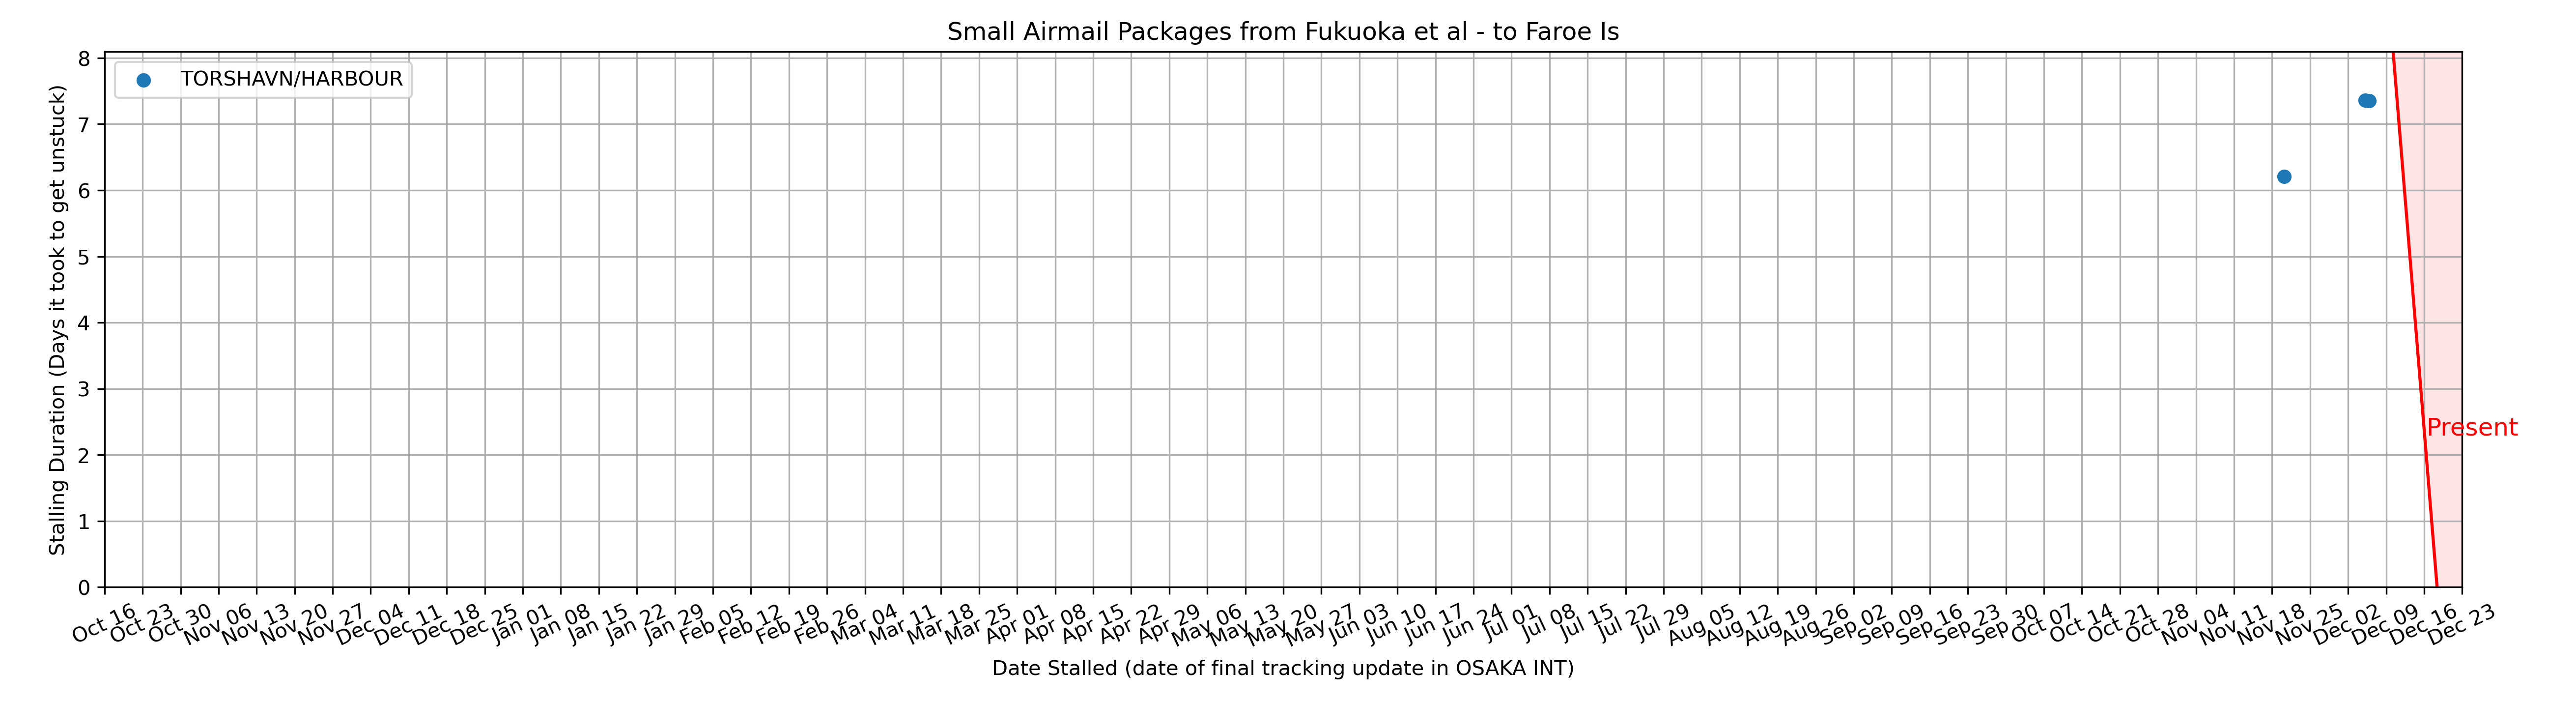 Small Airmail Packages from Fukuoka et al - to Faroe Is
TORSHAVN/HARBOUR
Stalling Duration (Days it took to get unstuck)
8
7
6
5
4
3
2
1
0
Present
Oct 16
Oct 23
Oct 30
Nov 06
Nov 13
Nov 20
Nov 27
Dec 04
Dec 11
Dec 18
Dec 25
Jan 01
Jan 08
Jan 15
Jan 22
Jan 29
Feb 05
Feb 12
Feb 19
Feb 26
Mar 04
Mar 11
Mar 18
Mar 25
Apr 01
Apr 08
Apr 15
Apr 22
Apr 29
May 06
May 13
May 20
May 27
Jun 03
Jun 10
Jun 17
Jun 24
Jul 01
Jul 08
Jul 15
Jul 22
Jul 29
Aug 05
Aug 12
Aug 19
Aug 26
Sep 02
Sep 09
Sep 16
Sep 23
Sep 30
Oct 07
Oct 14
Oct 21
Oct 28
Nov 04
Nov 11
Nov 18
Nov 25
Dec 02
Dec 09
Dec 16
Dec 23
Date Stalled (date of final tracking update in OSAKA INT)